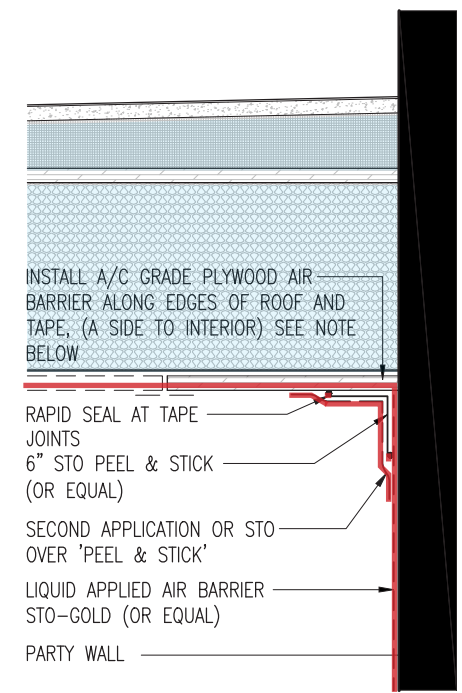 INSTALL A/C GRADE PLYWOOD AIR
BARRIER ALONG EDGES OF ROOF AND
TAPE, (A SIDE TO INTERIOR) SEE NOTE
BELOW
RAPID SEAL AT TAPE
JOINTS
6" STO PEEL & STICK
(OR EQUAL)
SECOND APPLICATION OR STO
OVER 'PEEL & STICK'
LIQUID APPLIED AIR BARRIER
STO-GOLD (OR EQUAL)
PARTY WALL